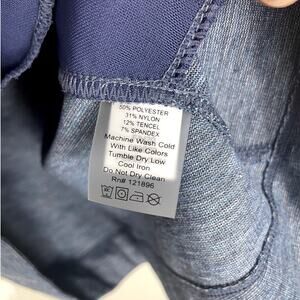 50% POLYESTER
31% NYLON
12% TENCEL
7% SPANDEX
Machine Wash Cold
With Like Colors
Tumble Dry Low
Cool Iron
Do Not Dry Clean
Rn# 121896